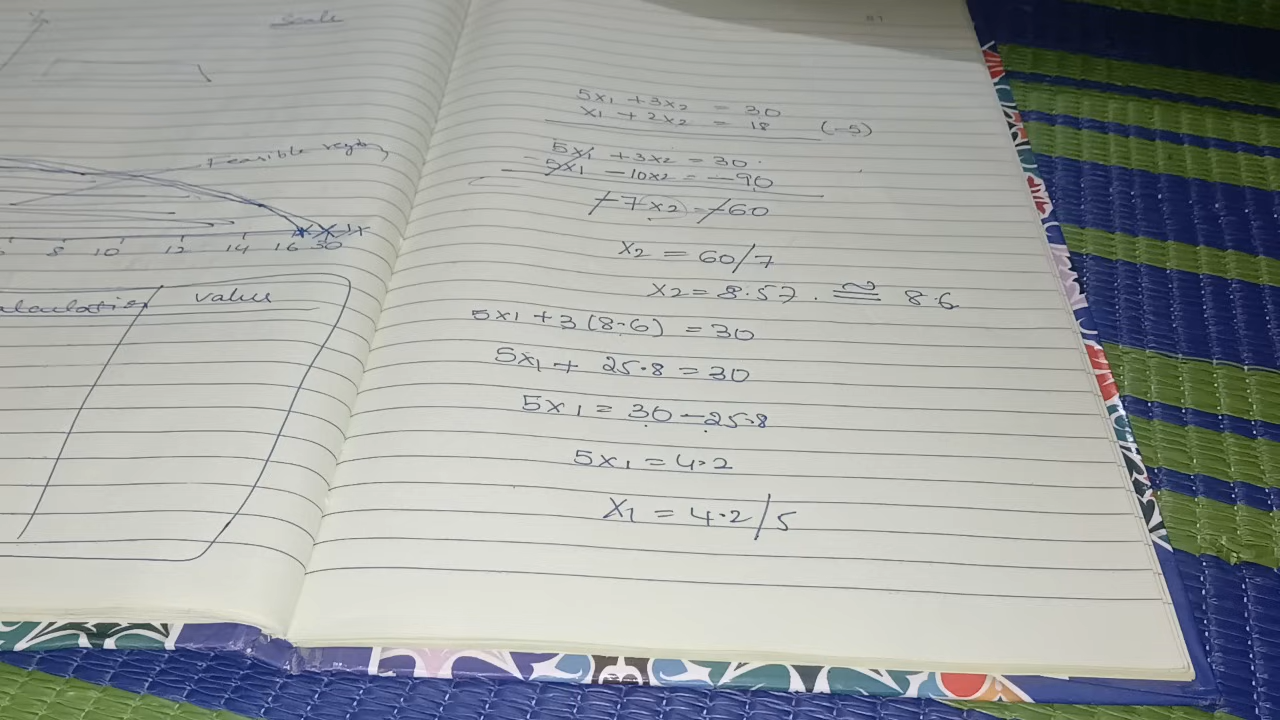 Scale
Feasible region
8 10 12 14 16 30
value
5x₁ + 3x₂ = 30
x₁ + 2x₂ = 18 (-5)
5x₁ + 3x₂ = 30
-5x₁ - 10x₂ = -90
-7x₂ = -60
x₂ = 60/7
x₂ = 8.57. ≅ 8.6
5x₁ + 3(8.6) = 30
5x₁ + 25.8 = 30
5x₁ = 30 - 25.8
5x₁ = 4.2
x₁ = 4.2/5